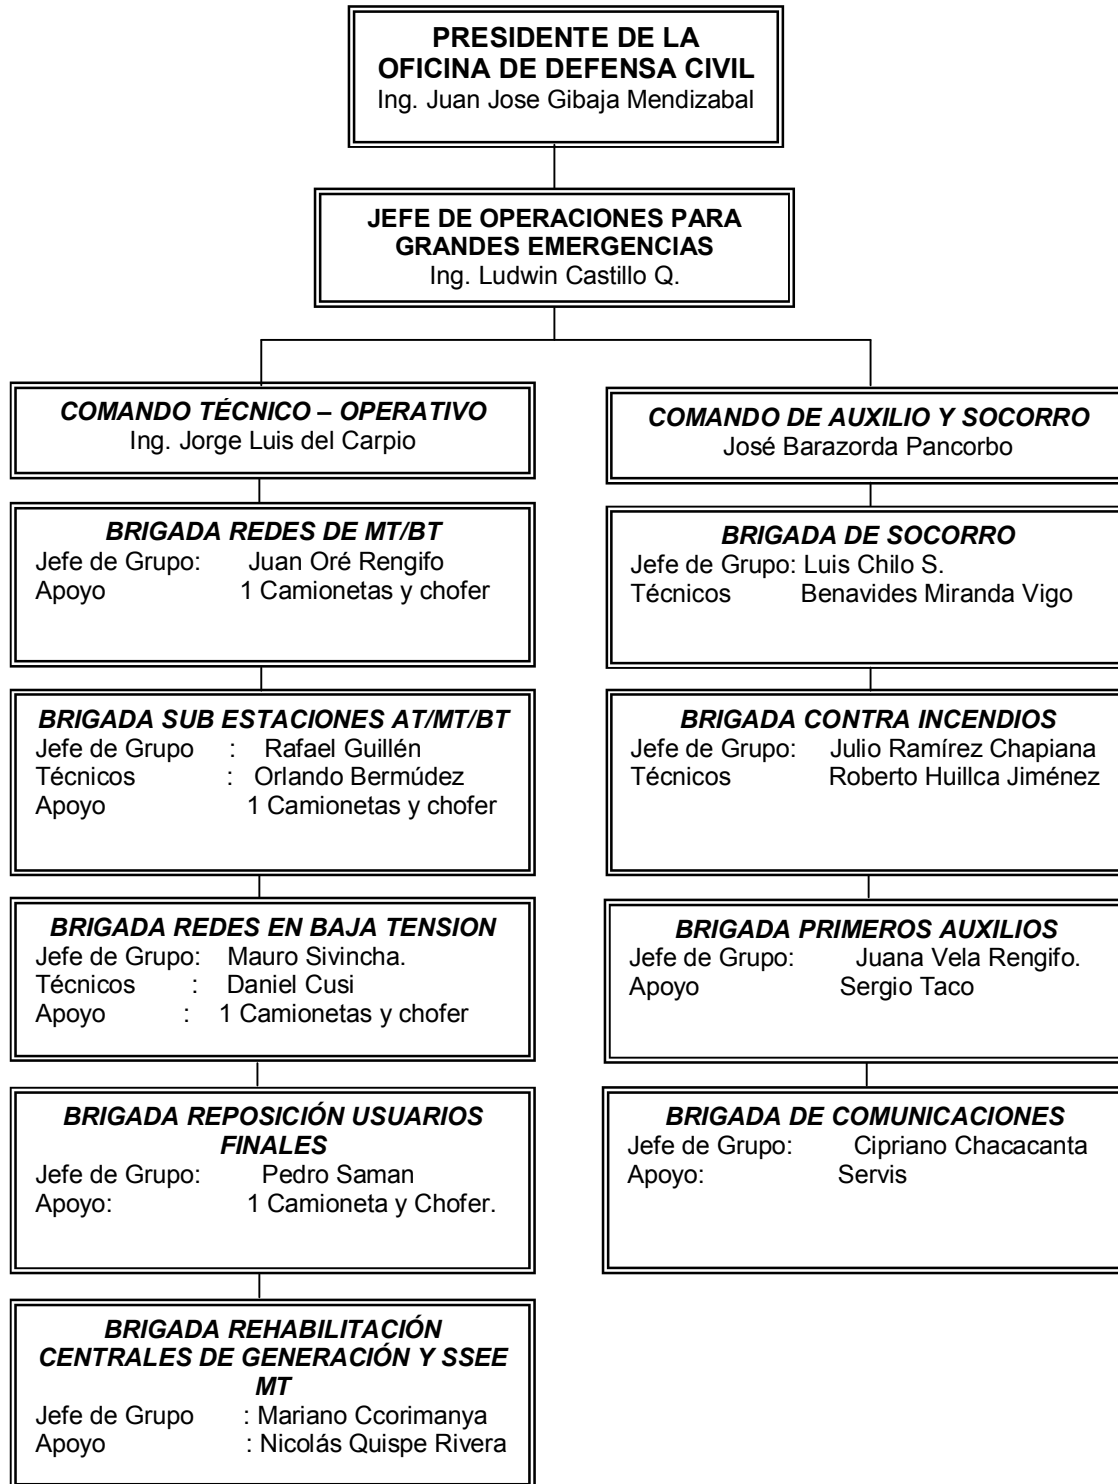 PRESIDENTE DE LA
OFICINA DE DEFENSA CIVIL
Ing. Juan Jose Gibaja Mendizabal
JEFE DE OPERACIONES PARA
GRANDES EMERGENCIAS
Ing. Ludwin Castillo Q.
COMANDO TÉCNICO – OPERATIVO
Ing. Jorge Luis del Carpio
BRIGADA REDES DE MT/BT
Jefe de Grupo: Juan Oré Rengifo
Apoyo 1 Camionetas y chofer
BRIGADA SUB ESTACIONES AT/MT/BT
Jefe de Grupo : Rafael Guillén
Técnicos : Orlando Bermúdez
Apoyo 1 Camionetas y chofer
BRIGADA REDES EN BAJA TENSION
Jefe de Grupo: Mauro Sivincha.
Técnicos : Daniel Cusi
Apoyo : 1 Camionetas y chofer
BRIGADA REPOSICIÓN USUARIOS
FINALES
Jefe de Grupo: Pedro Saman
Apoyo: 1 Camioneta y Chofer.
BRIGADA REHABILITACIÓN
CENTRALES DE GENERACIÓN Y SSEE
MT
Jefe de Grupo : Mariano Ccorimanya
Apoyo : Nicolás Quispe Rivera
COMANDO DE AUXILIO Y SOCORRO
José Barazorda Pancorbo
BRIGADA DE SOCORRO
Jefe de Grupo: Luis Chilo S.
Técnicos Benavides Miranda Vigo
BRIGADA CONTRA INCENDIOS
Jefe de Grupo: Julio Ramírez Chapiana
Técnicos Roberto Huillca Jiménez
BRIGADA PRIMEROS AUXILIOS
Jefe de Grupo: Juana Vela Rengifo.
Apoyo Sergio Taco
BRIGADA DE COMUNICACIONES
Jefe de Grupo: Cipriano Chacacanta
Apoyo: Servis